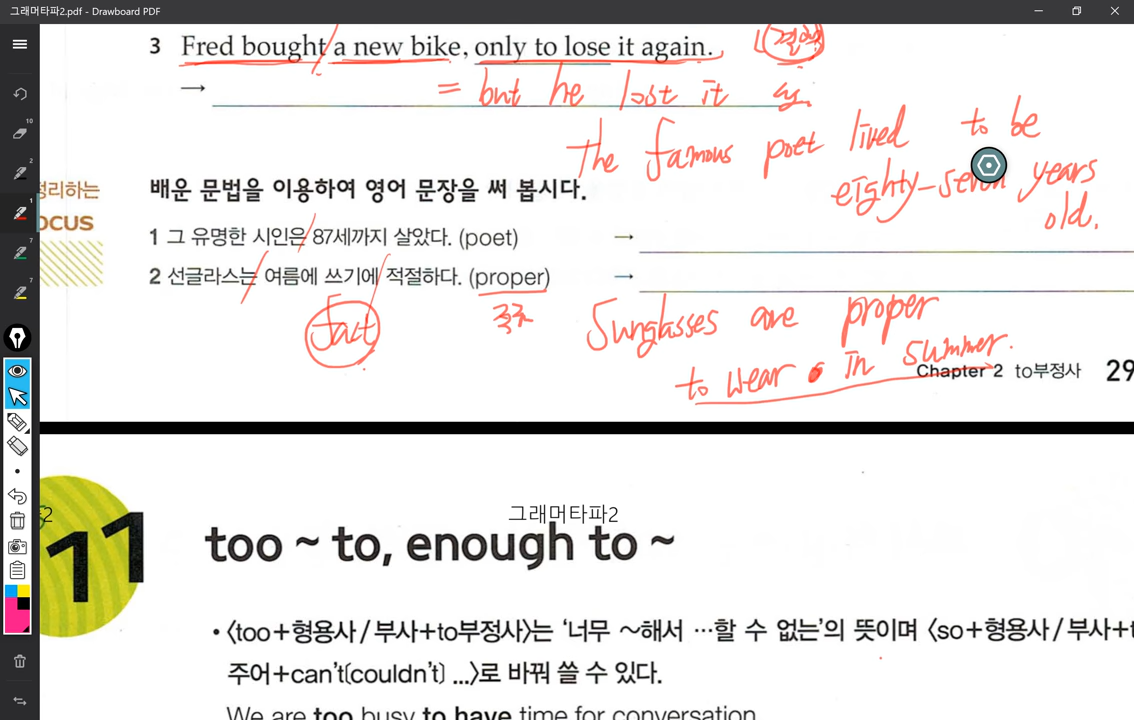 그래머타파2.pdf - Drawboard PDF
3 Fred bought a new bike, only to lose it again.
→ = but he lost it
The famous poet lived to be
eighty-seven years
old.
정리하는
OCUS
배운 문법을 이용하여 영어 문장을 써 봅시다.
1 그 유명한 시인은 87세까지 살았다. (poet) →
2 선글라스는 여름에 쓰기에 적절하다. (proper) →
fact
Sunglasses are proper
to wear in summer.
Chapter 2 to부정사 29
그래머타파2
11 too ~ to, enough to ~
• 〈too+형용사/부사+to부정사〉는 ‘너무 ~해서 …할 수 없는’의 뜻이며 〈so+형용사/부사+t
주어+can't(couldn't) ...〉로 바꿔 쓸 수 있다.
We are too busy to have time for conversation
10
2
1
7
7